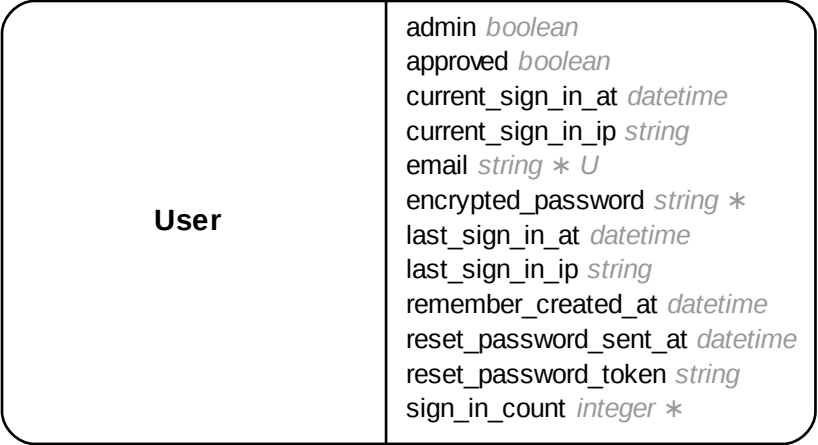 User
admin boolean
approved boolean
current_sign_in_at datetime
current_sign_in_ip string
email string ∗ U
encrypted_password string ∗
last_sign_in_at datetime
last_sign_in_ip string
remember_created_at datetime
reset_password_sent_at datetime
reset_password_token string
sign_in_count integer ∗